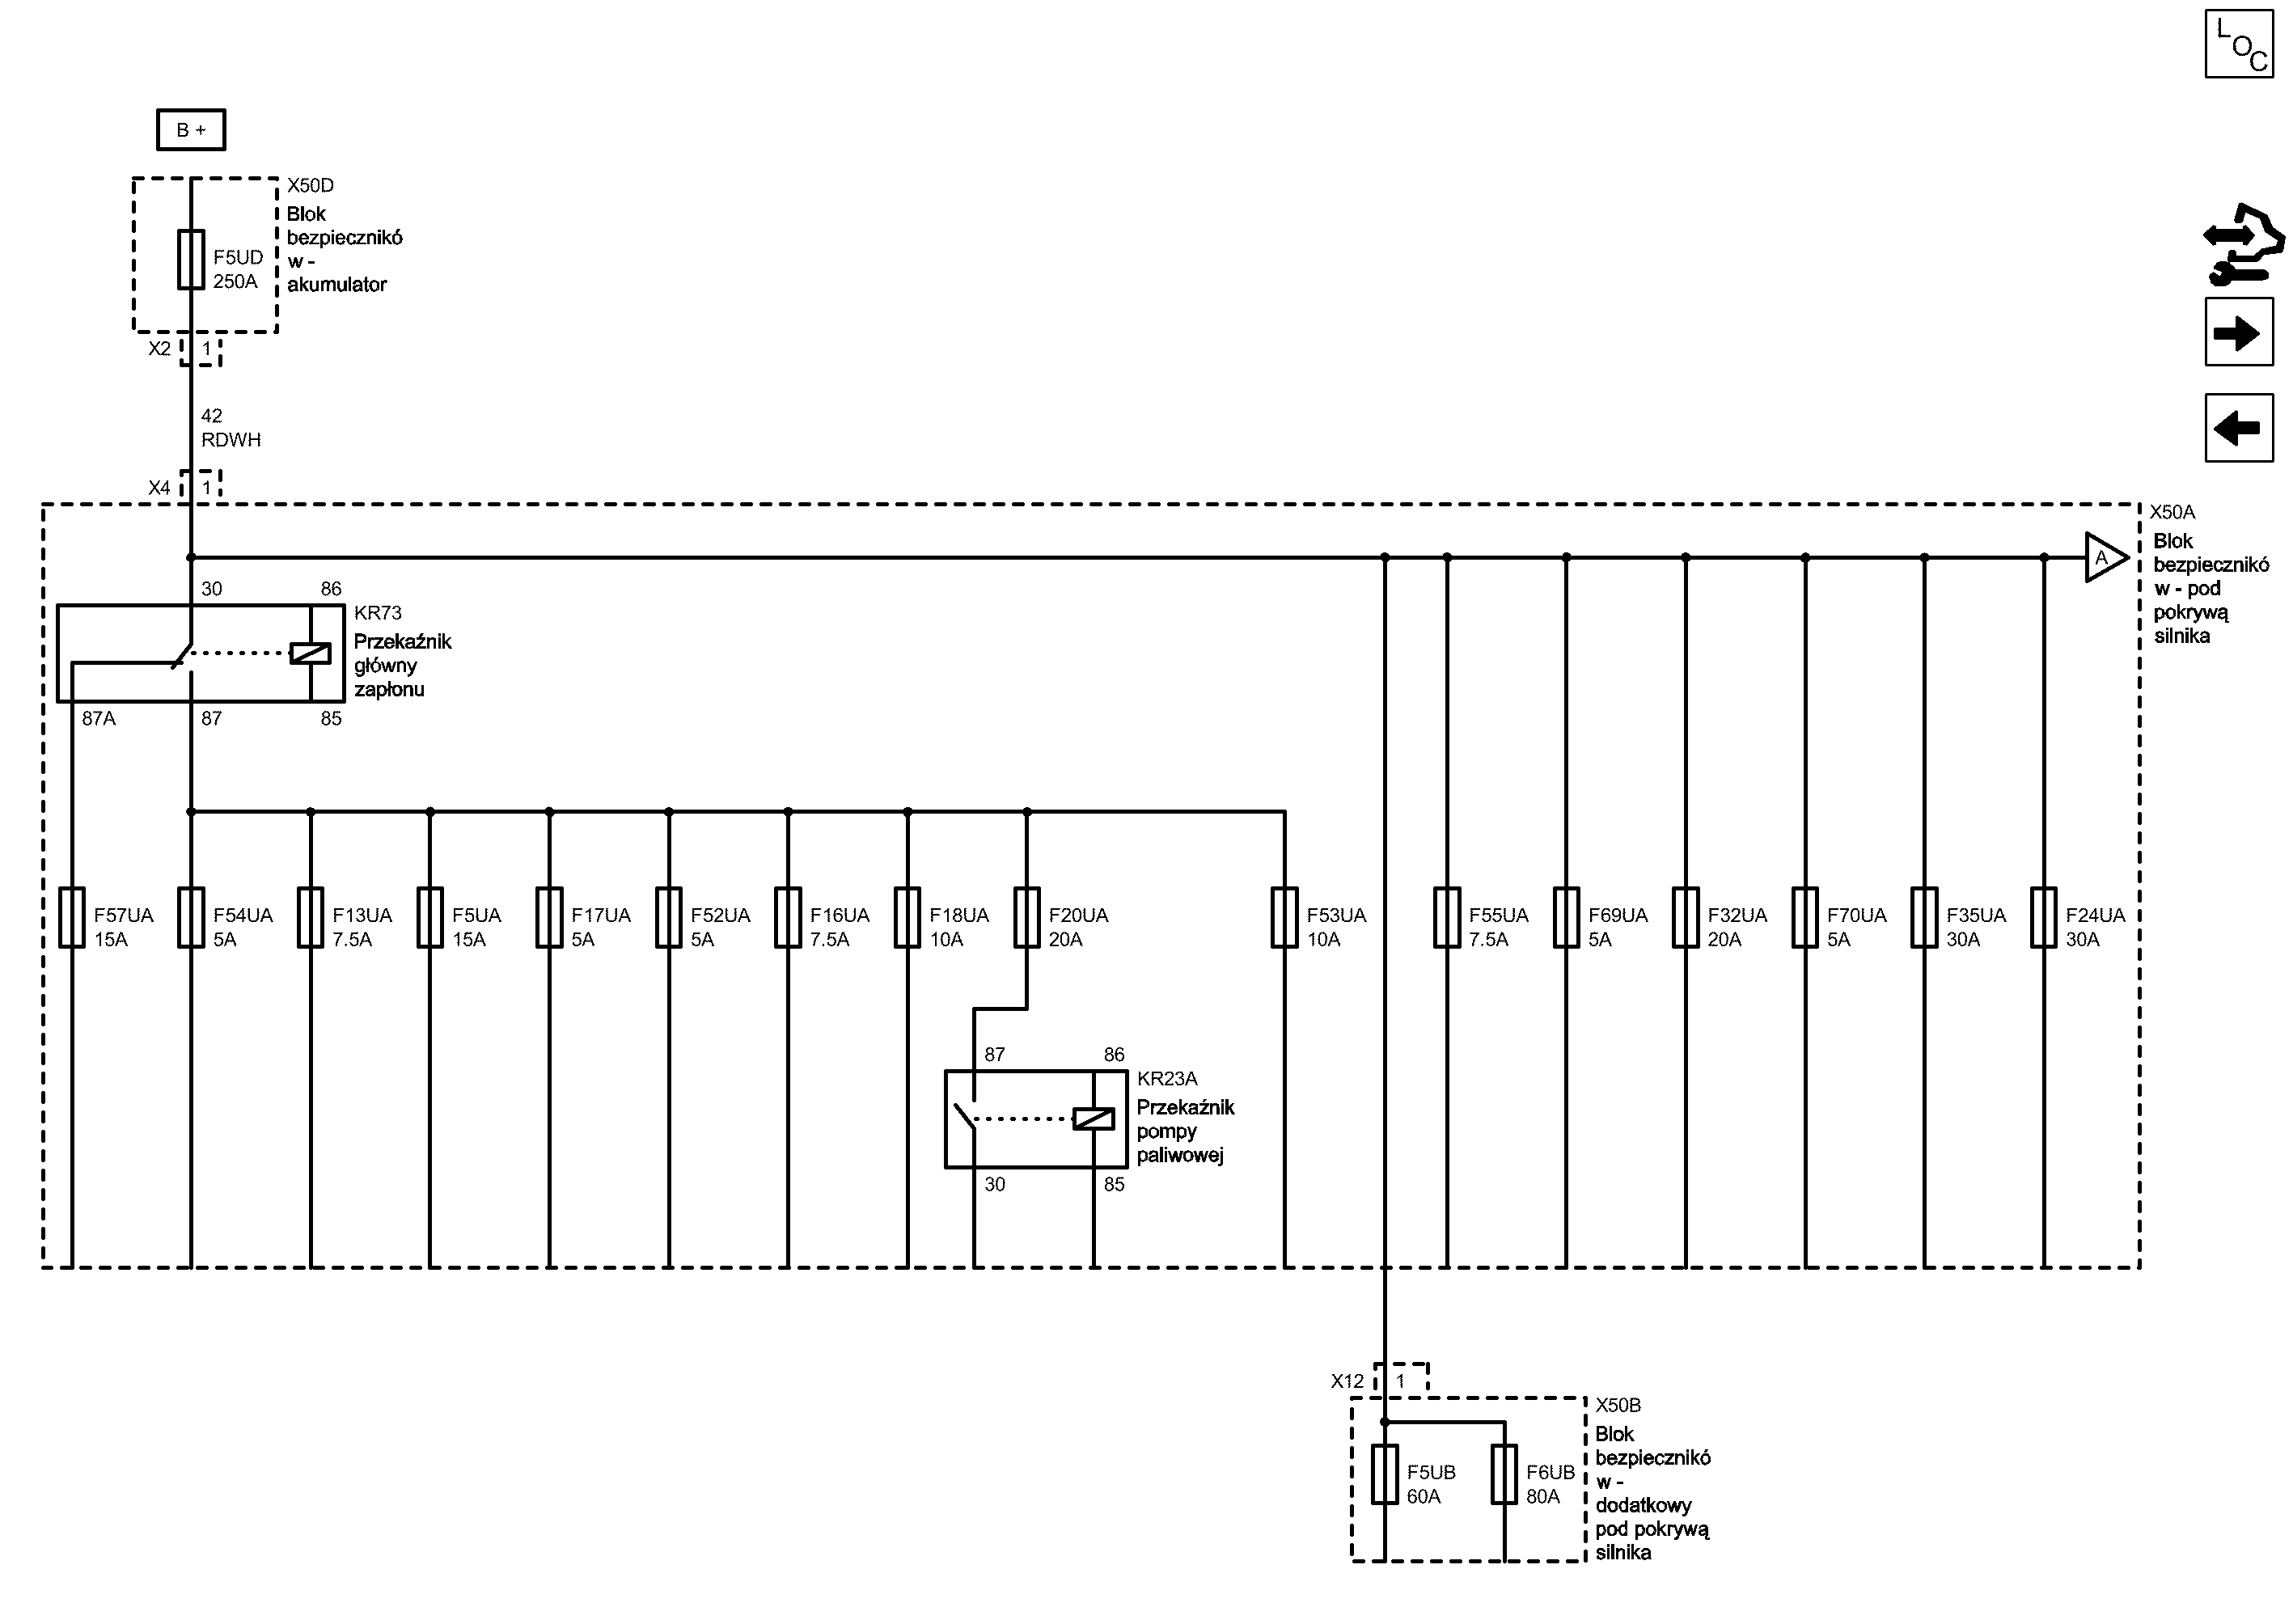 L
O
C
B +
X50D
Blok
bezpiecznikó
w -
akumulator
F5UD
250A
X2
1
42
RDWH
X4
1
X50A
Blok
bezpiecznikó
w - pod
pokrywą
silnika
A
30
86
KR73
Przekaźnik
główny
zapłonu
87A
87
85
F57UA
15A
F54UA
5A
F13UA
7.5A
F5UA
15A
F17UA
5A
F52UA
5A
F16UA
7.5A
F18UA
10A
F20UA
20A
F53UA
10A
F55UA
7.5A
F69UA
5A
F32UA
20A
F70UA
5A
F35UA
30A
F24UA
30A
87
86
KR23A
Przekaźnik
pompy
paliwowej
30
85
X12
1
X50B
Blok
bezpiecznikó
w -
dodatkowy
pod pokrywą
silnika
F5UB
60A
F6UB
80A